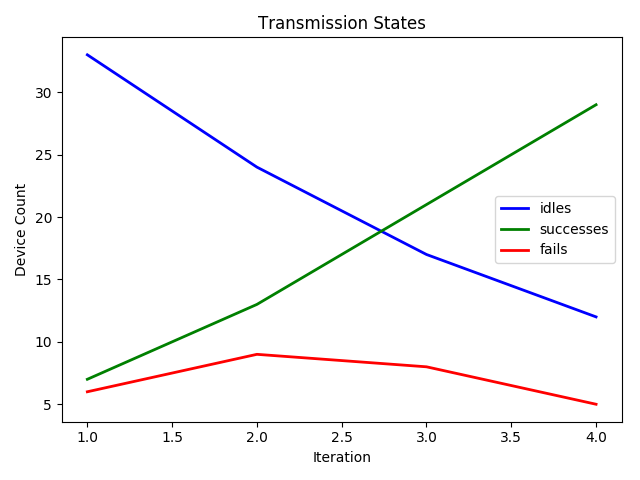 Transmission States
Device Count
30
25
20
15
10
5
idles
successes
fails
1.0 1.5 2.0 2.5 3.0 3.5 4.0
Iteration